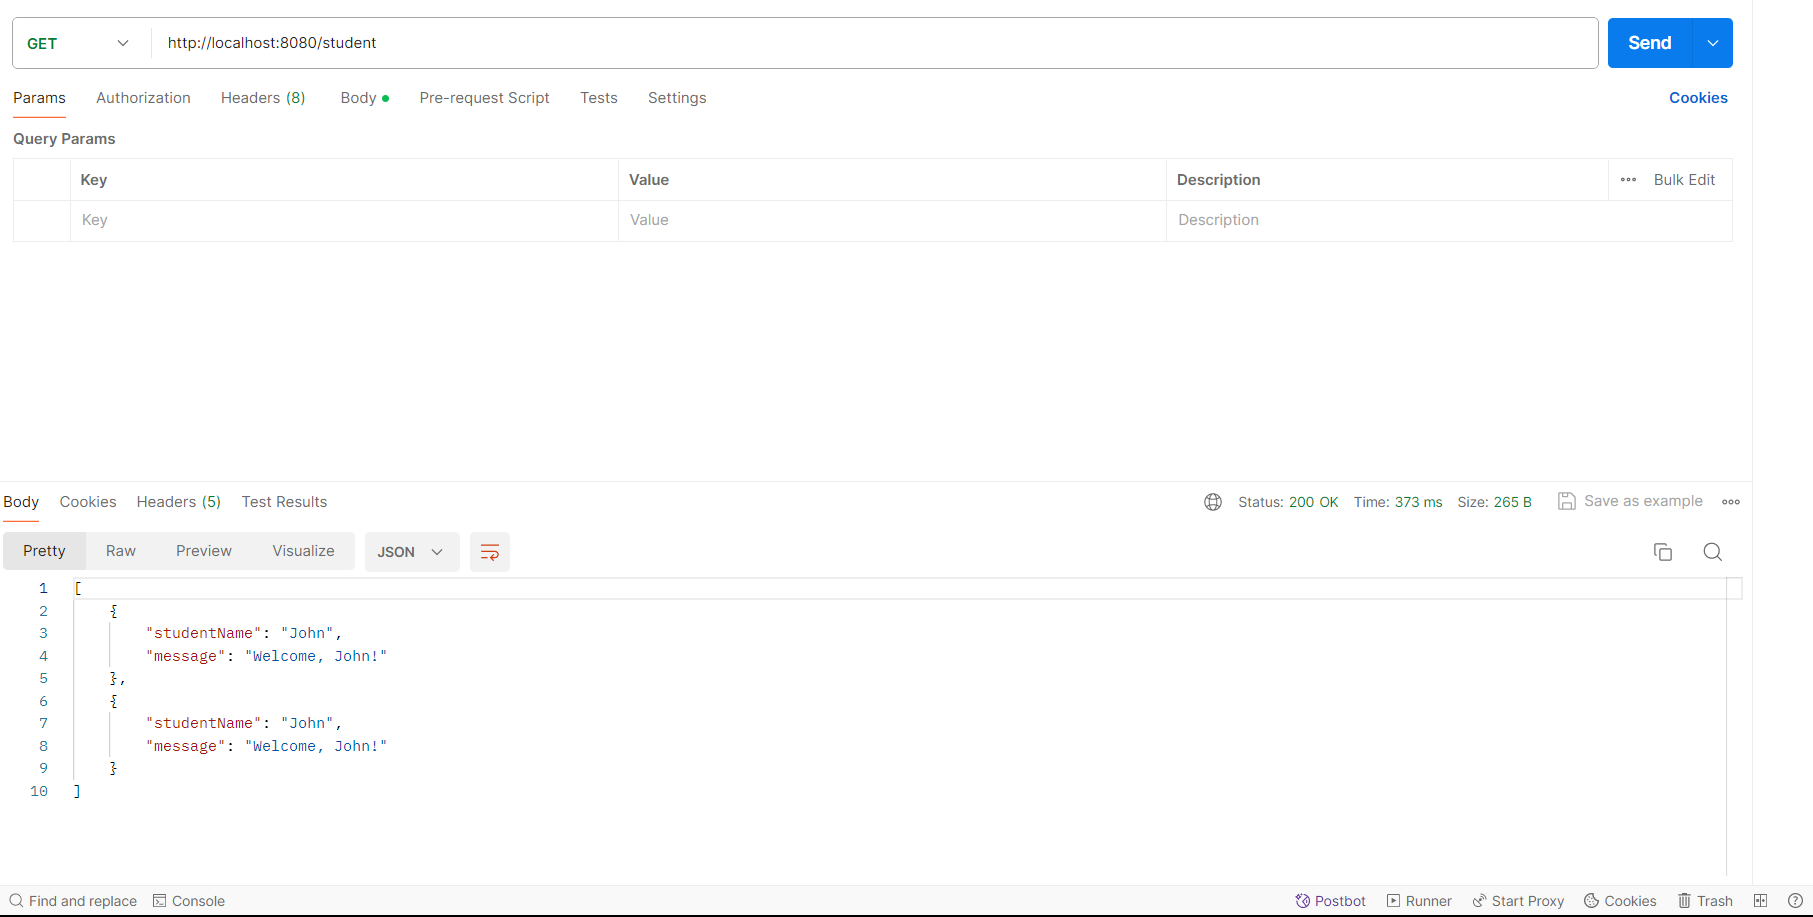 GET http://localhost:8080/student Send
Params Authorization Headers (8) Body Pre-request Script Tests Settings Cookies
Query Params
Key Value Description Bulk Edit
Key Value Description
Body Cookies Headers (5) Test Results Status: 200 OK Time: 373 ms Size: 265 B Save as example
Pretty Raw Preview Visualize JSON
1 [
2 {
3 "studentName": "John",
4 "message": "Welcome, John!"
5 },
6 {
7 "studentName": "John",
8 "message": "Welcome, John!"
9 }
10 ]
Find and replace Console Postbot Runner Start Proxy Cookies Trash